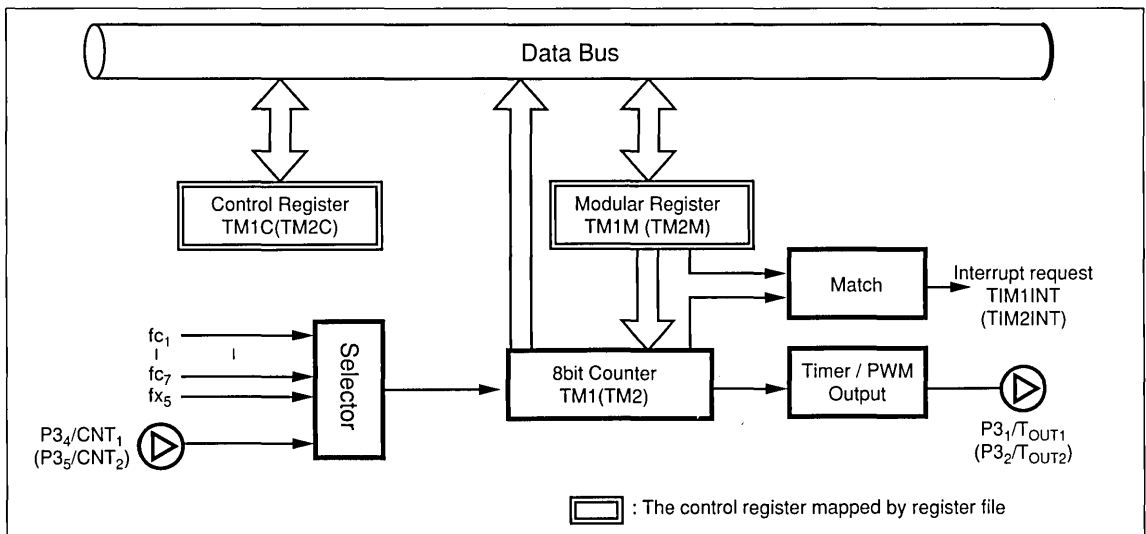 Data Bus
Control Register
TM1C(TM2C)
Modular Register
TM1M (TM2M)
Match
Interrupt request
TIM1INT
(TIM2INT)
fc₁
fc₇
fx₅
P3₄/CNT₁
(P3₅/CNT₂)
Selector
8bit Counter
TM1(TM2)
Timer / PWM
Output
P3₁/T_OUT1
(P3₂/T_OUT2)
: The control register mapped by register file